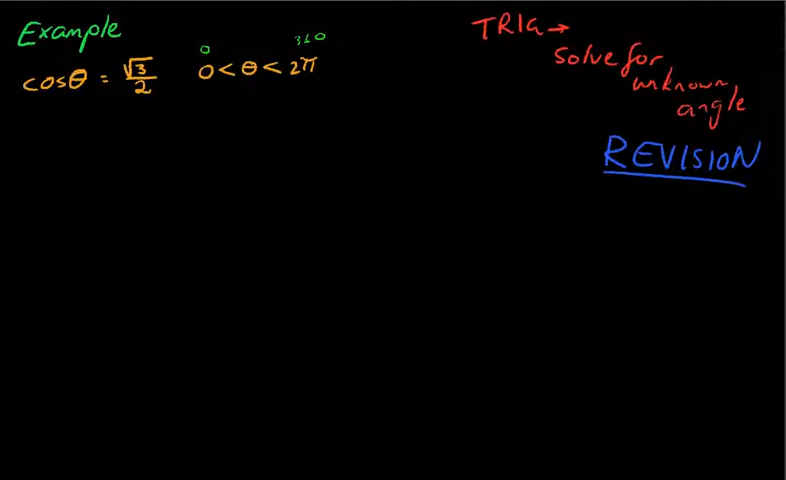 Example
0 360
cosθ = √3/2 0 < θ < 2π
TRIG →
Solve for
unknown
angle
REVISION